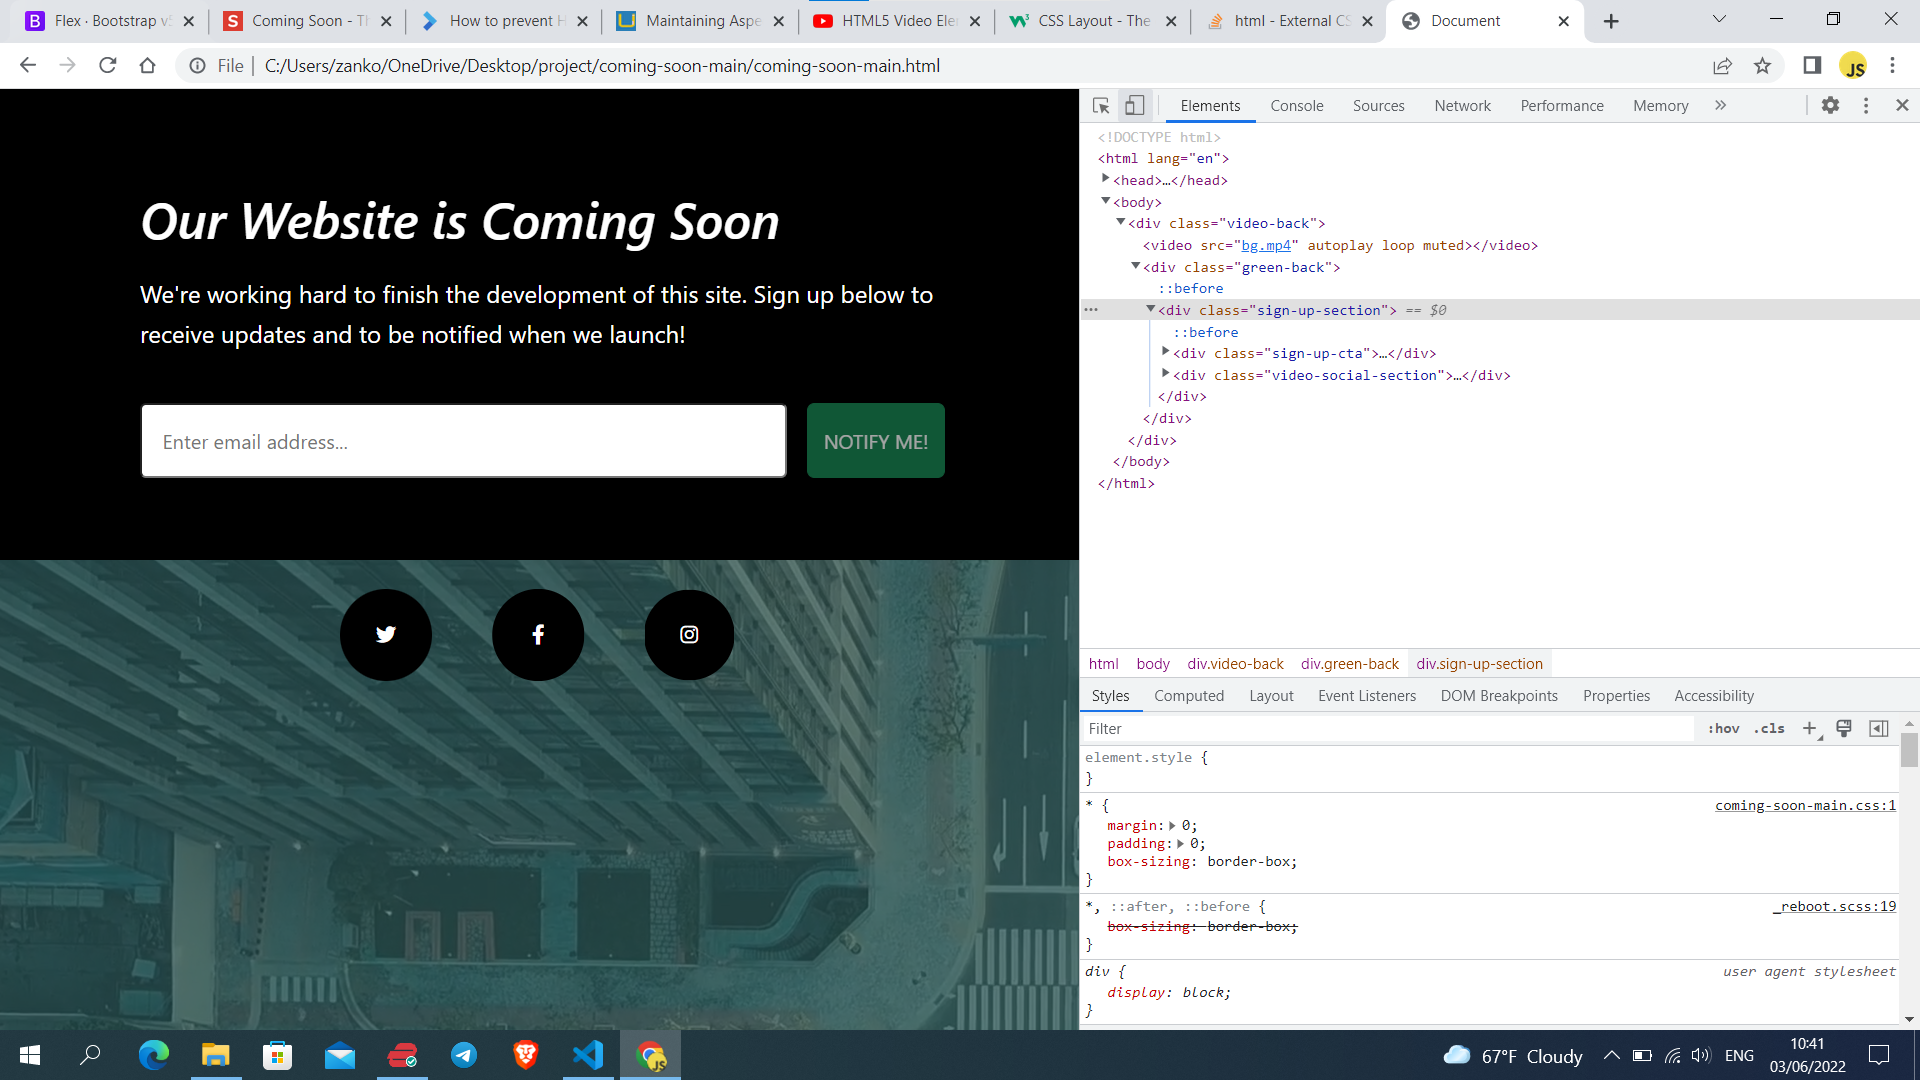 Flex · Bootstrap v5
Coming Soon - Th
How to prevent H
Maintaining Aspe
HTML5 Video Ele
CSS Layout - The
html - External CS
Document
File
C:/Users/zanko/OneDrive/Desktop/project/coming-soon-main/coming-soon-main.html
JS
Our Website is Coming Soon
We're working hard to finish the development of this site. Sign up below to
receive updates and to be notified when we launch!
Enter email address...
NOTIFY ME!
Elements
Console
Sources
Network
Performance
Memory
<!DOCTYPE html>
<html lang="en">
<head>…</head>
<body>
<div class="video-back">
<video src="bg.mp4" autoplay loop muted></video>
<div class="green-back">
::before
<div class="sign-up-section"> == $0
::before
<div class="sign-up-cta">…</div>
<div class="video-social-section">…</div>
</div>
</div>
</div>
</body>
</html>
html
body
div.video-back
div.green-back
div.sign-up-section
Styles
Computed
Layout
Event Listeners
DOM Breakpoints
Properties
Accessibility
Filter
:hov
.cls
element.style {
}
* {
coming-soon-main.css:1
margin: 0;
padding: 0;
box-sizing: border-box;
}
*, ::after, ::before {
_reboot.scss:19
box-sizing: border-box;
}
div {
user agent stylesheet
display: block;
}
67°F Cloudy
ENG
10:41
03/06/2022